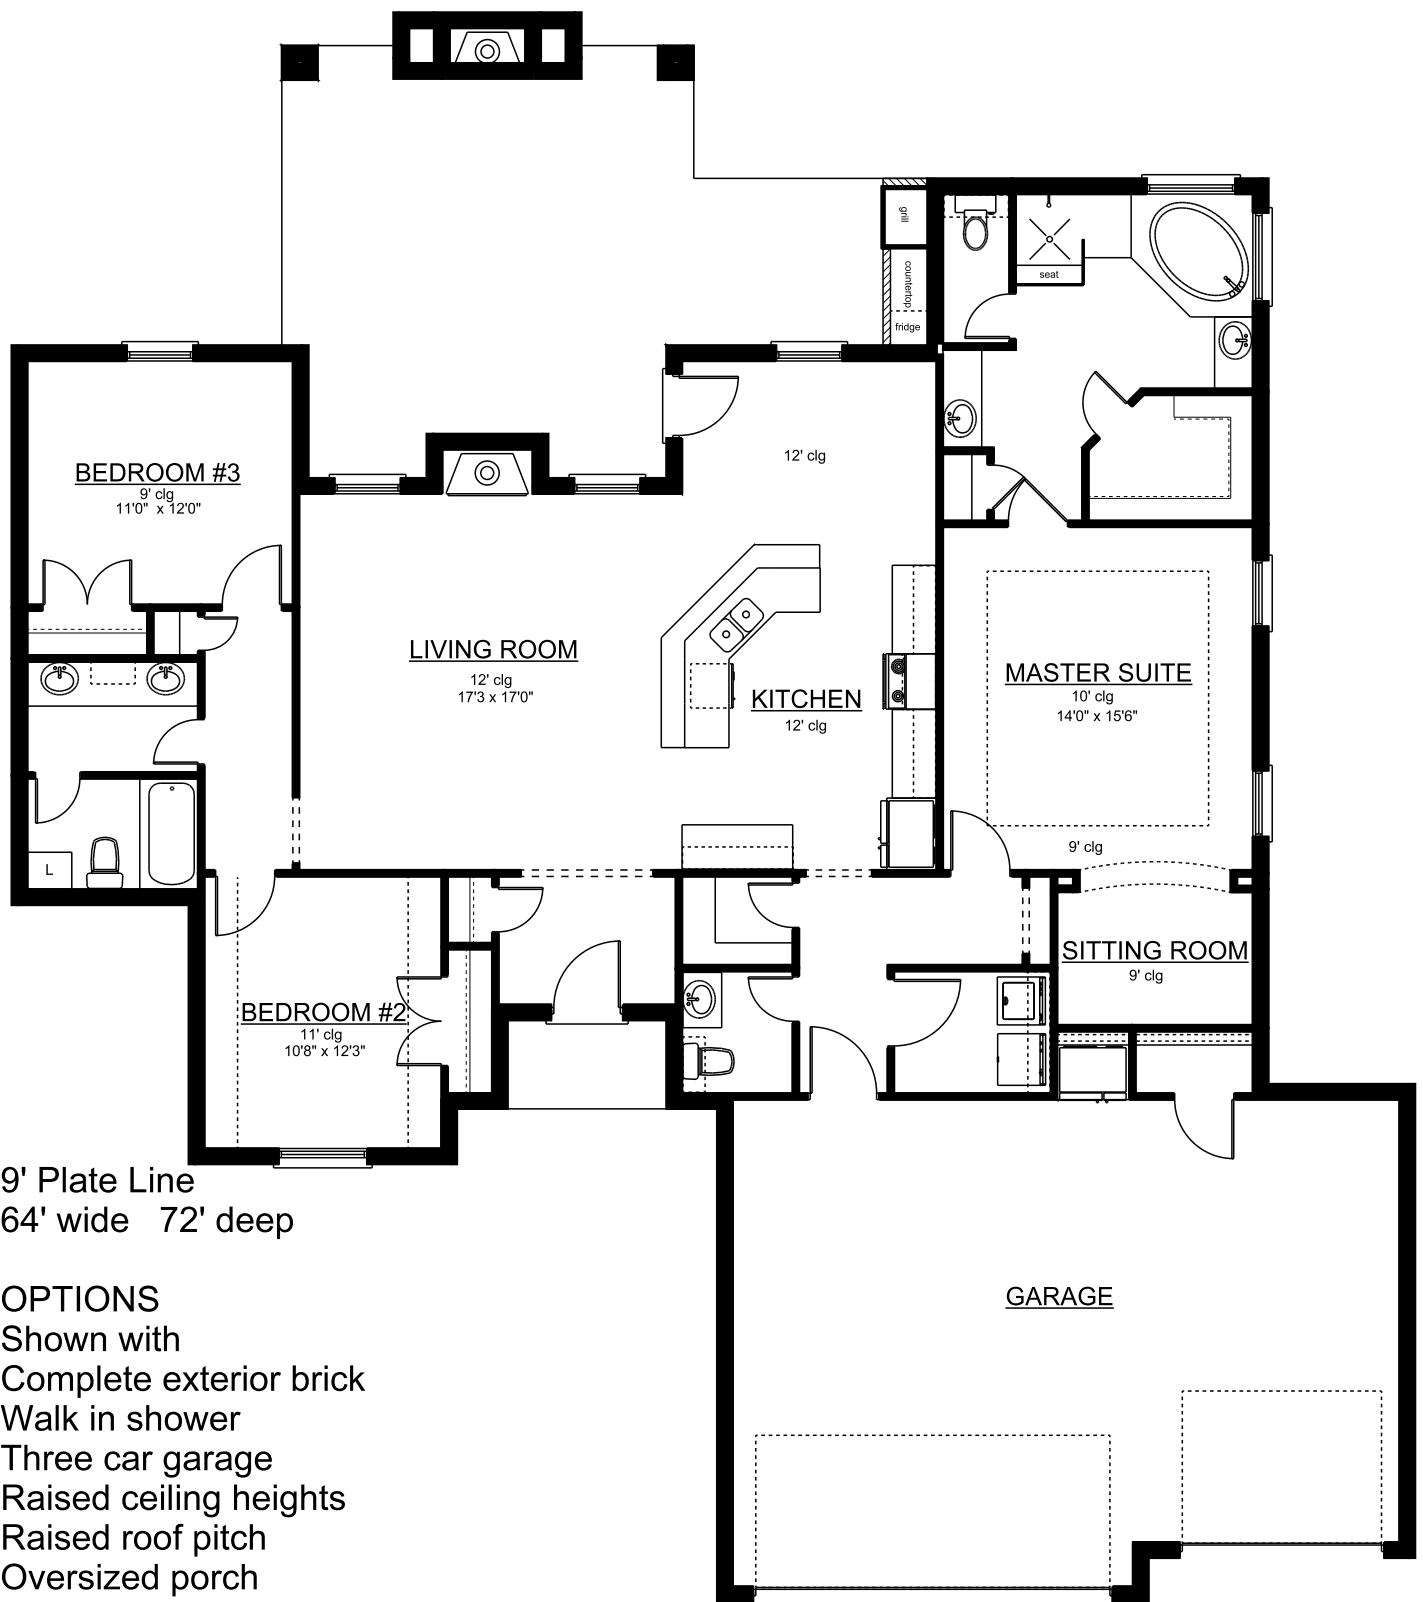 grill
countertop
fridge
seat
12' clg
BEDROOM #3
9' clg
11'0" x 12'0"
LIVING ROOM
12' clg
17'3 x 17'0"
KITCHEN
12' clg
MASTER SUITE
10' clg
14'0" x 15'6"
9' clg
L
SITTING ROOM
9' clg
BEDROOM #2
11' clg
10'8" x 12'3"
GARAGE
9' Plate Line
64' wide 72' deep
OPTIONS
Shown with
Complete exterior brick
Walk in shower
Three car garage
Raised ceiling heights
Raised roof pitch
Oversized porch